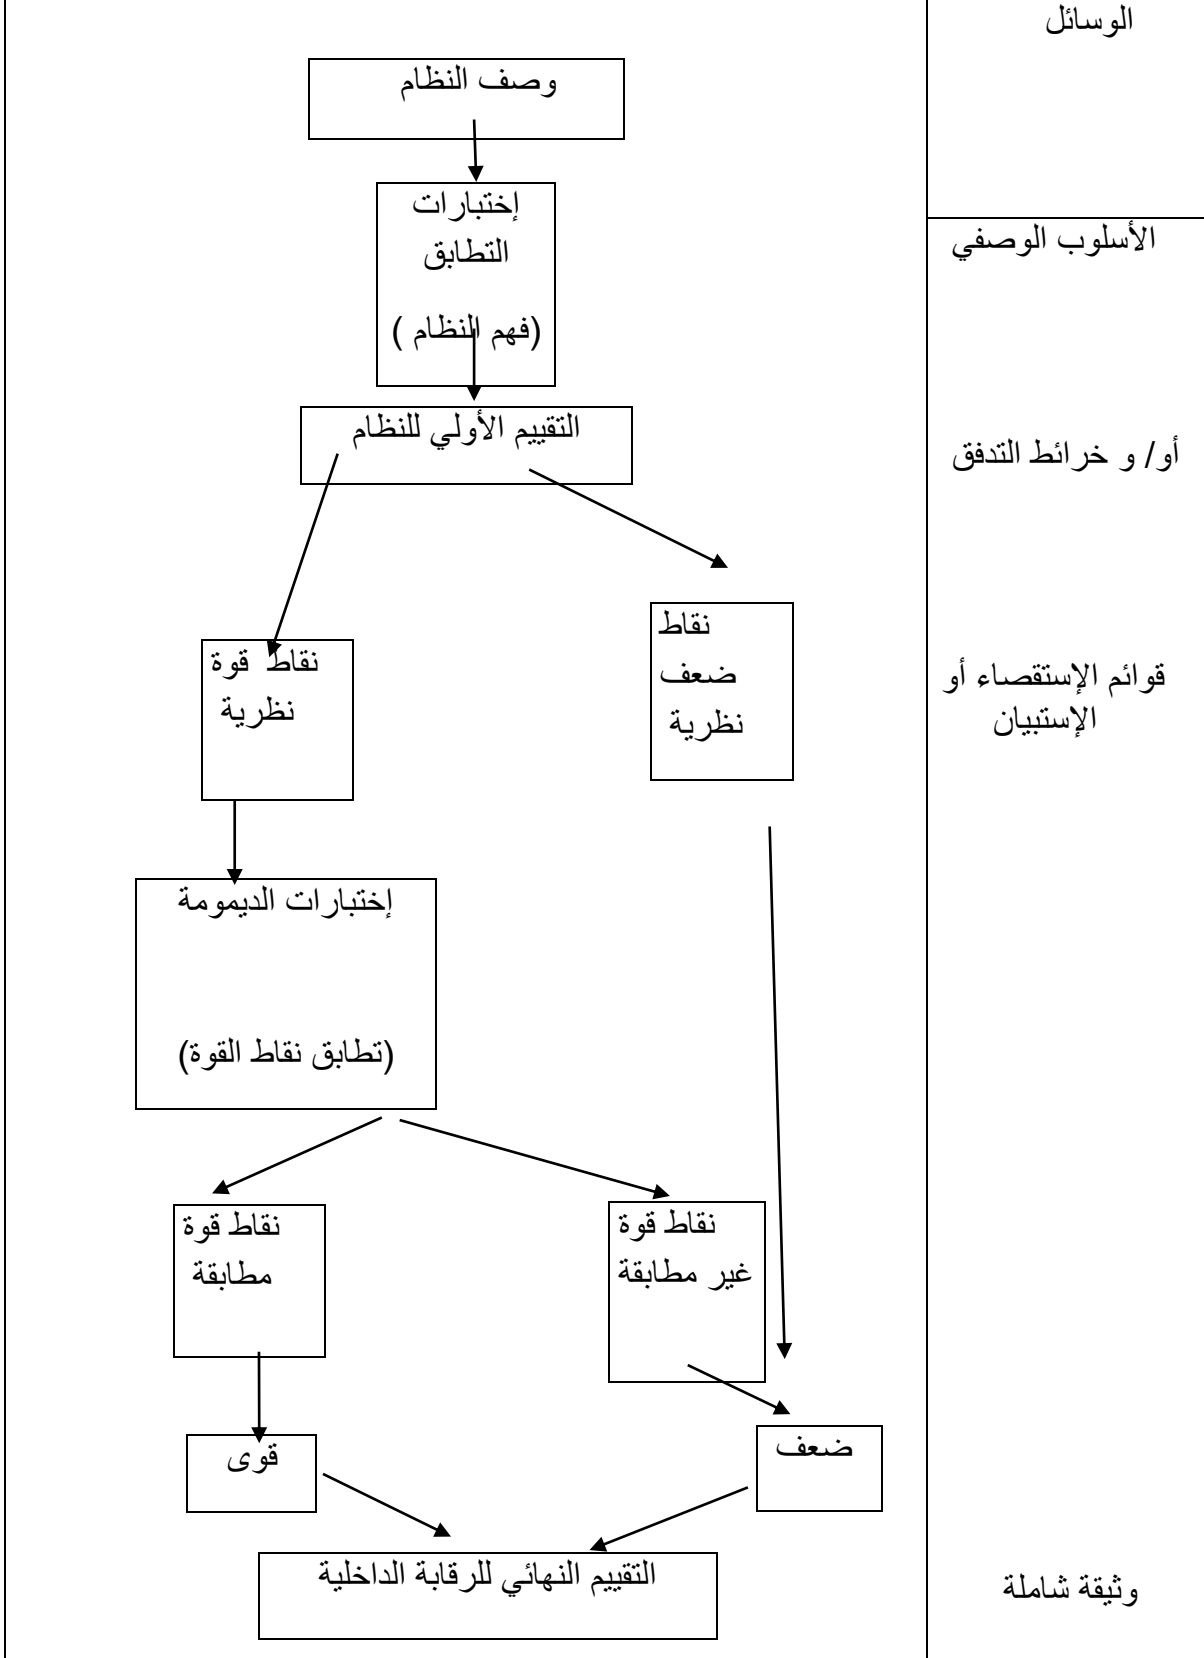 الوسائل
وصف النظام
إختبارات
التطابق
(فهم النظام )
الأسلوب الوصفي
التقييم الأولي للنظام
أو/ و خرائط التدفق
نقاط
ضعف
نظرية
نقاط قوة
نظرية
قوائم الإستقصاء أو
الإستبيان
إختبارات الديمومة
(تطابق نقاط القوة)
نقاط قوة
غير مطابقة
نقاط قوة
مطابقة
ضعف
قوى
التقييم النهائي للرقابة الداخلية
وثيقة شاملة